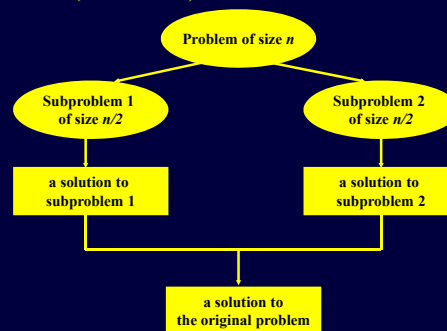 Problem of size n
Subproblem 1
of size n/2
Subproblem 2
of size n/2
a solution to
subproblem 1
a solution to
subproblem 2
a solution to
the original problem